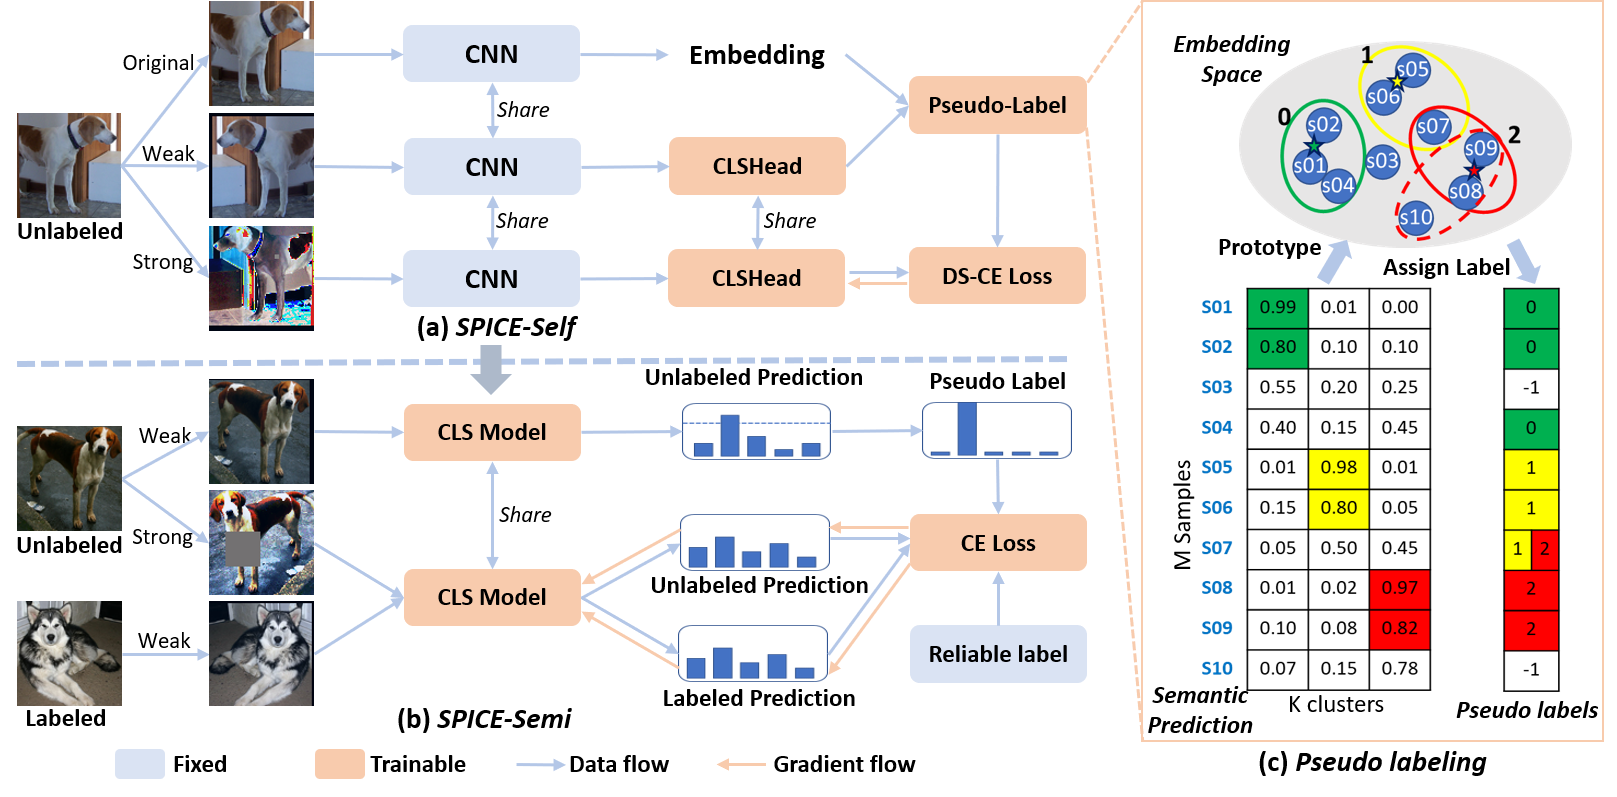 Original
Weak
Strong
Unlabeled
CNN
Share
CNN
Share
CNN
Embedding
CLSHead
Share
CLSHead
Pseudo-Label
DS-CE Loss
(a) SPICE-Self
Weak
Strong
Unlabeled
Weak
Labeled
CLS Model
Share
CLS Model
Unlabeled Prediction
Pseudo Label
Unlabeled Prediction
Labeled Prediction
CE Loss
Reliable label
(b) SPICE-Semi
Fixed
Trainable
Data flow
Gradient flow
Embedding
Space
1
s05
s06
0
s02
s01
s04
s03
s07
2
s09
s08
s10
Prototype
Assign Label
S01 0.99 0.01 0.00 0
S02 0.80 0.10 0.10 0
S03 0.55 0.20 0.25 -1
S04 0.40 0.15 0.45 0
S05 0.01 0.98 0.01 1
S06 0.15 0.80 0.05 1
S07 0.05 0.50 0.45 1 2
S08 0.01 0.02 0.97 2
S09 0.10 0.08 0.82 2
S10 0.07 0.15 0.78 -1
M Samples
Semantic
Prediction
K clusters
Pseudo labels
(c) Pseudo labeling